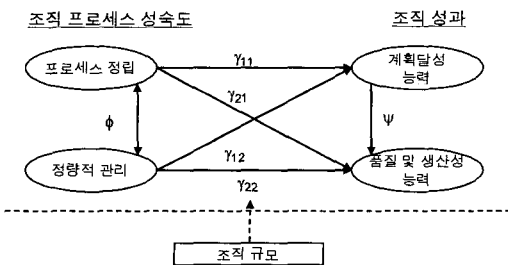 조직 프로세스 성숙도 조직 성과
프로세스 정립 γ11 계획달성
능력
γ21
ϕ ψ
정량적 관리 γ12 품질 및 생산성
능력
γ22
조직 규모